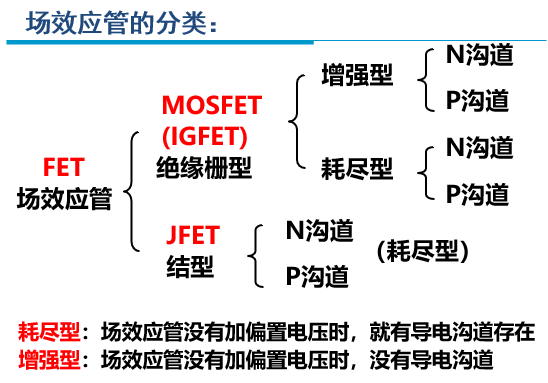 场效应管的分类：
增强型
N沟道
P沟道
MOSFET
(IGFET)
绝缘栅型
耗尽型
N沟道
P沟道
FET
场效应管
JFET
结型
N沟道
P沟道
（耗尽型）
耗尽型：场效应管没有加偏置电压时，就有导电沟道存在
增强型：场效应管没有加偏置电压时，没有导电沟道